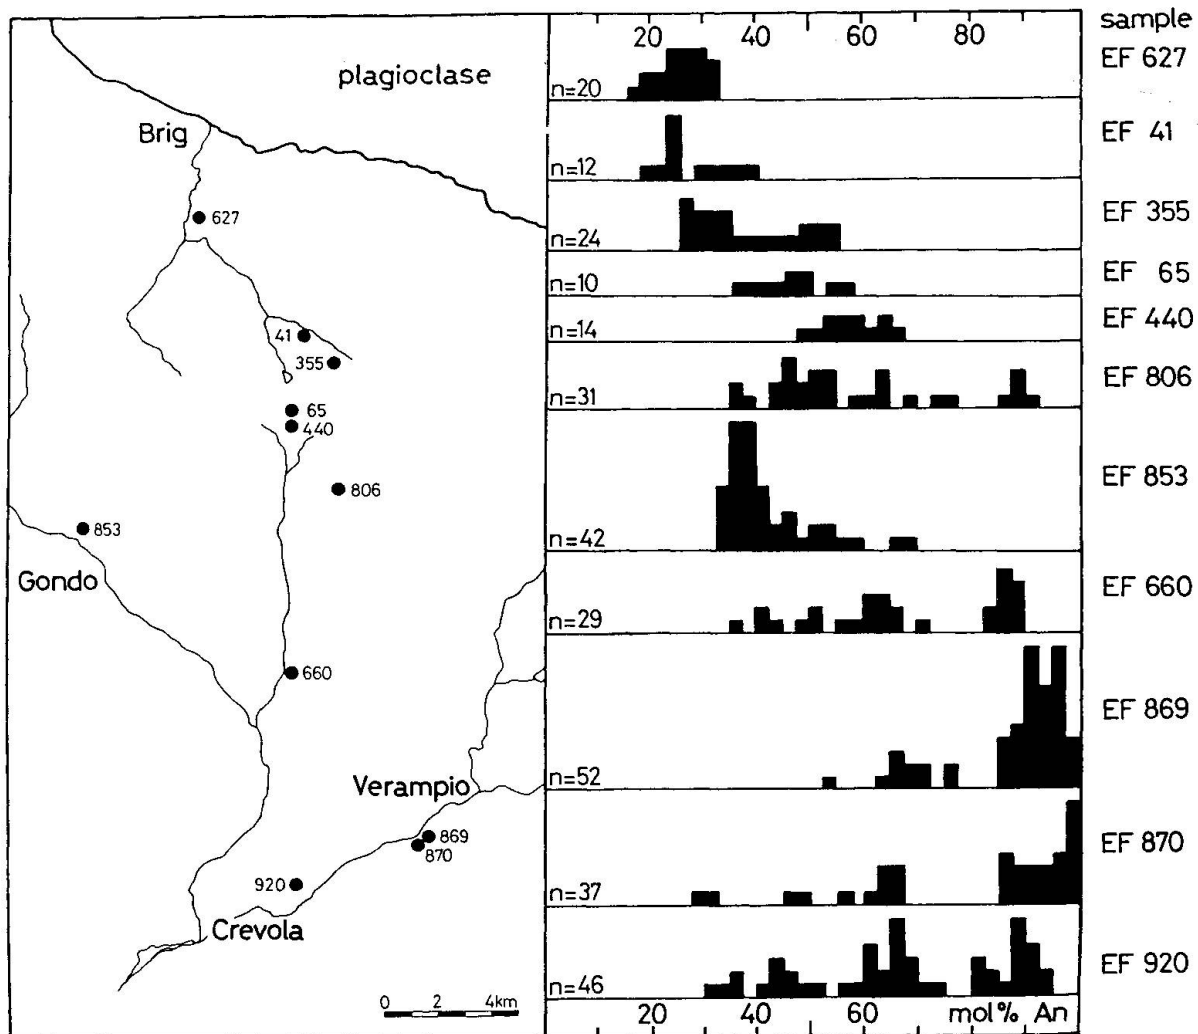 plagioclase
Brig
627
41
355
65
440
806
853
Gondo
660
Verampio
869
870
920
Crevola
0 2 4km
20 40 60 80
sample
n=20 EF 627
n=12 EF 41
n=24 EF 355
n=10 EF 65
n=14 EF 440
n=31 EF 806
n=42 EF 853
n=29 EF 660
n=52 EF 869
n=37 EF 870
n=46 EF 920
20 40 60 mol% An